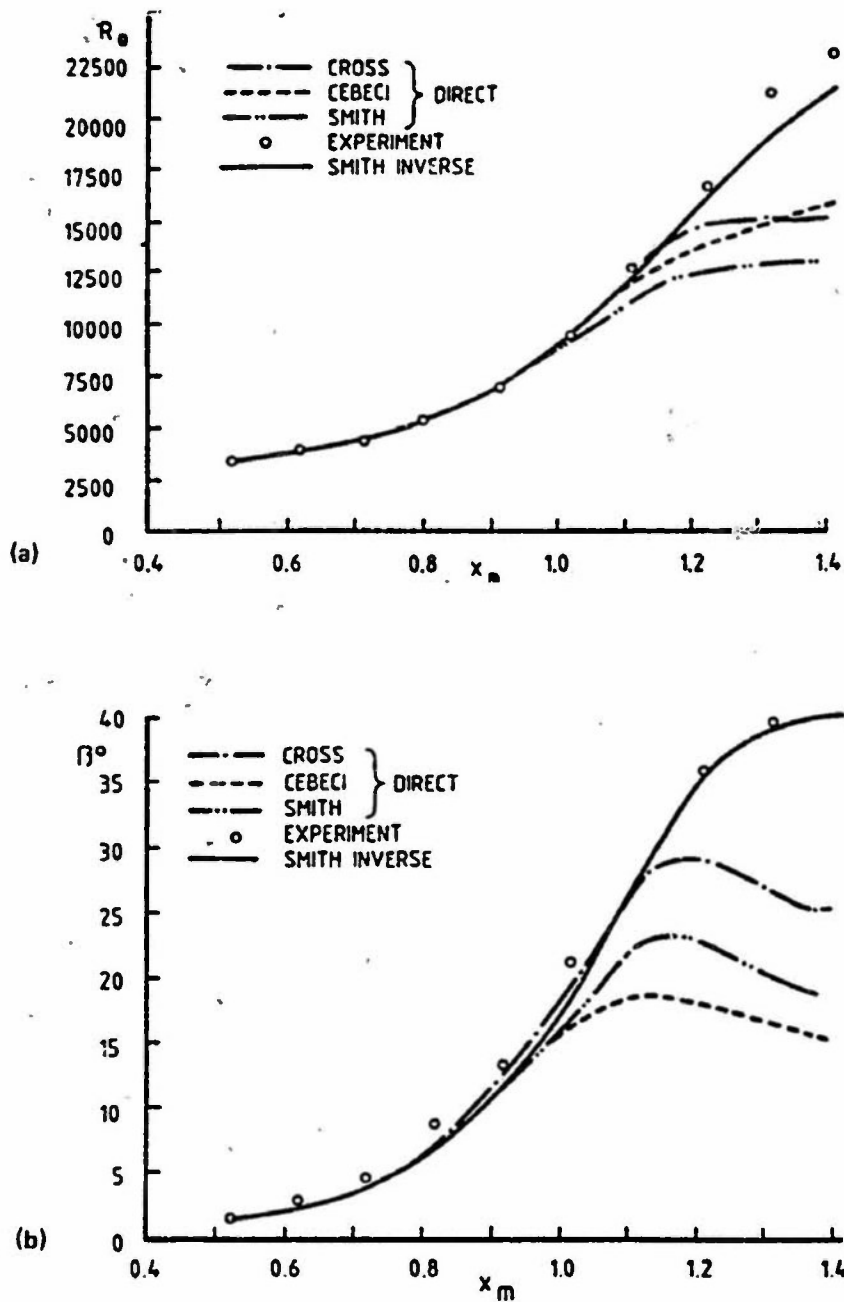 R θ
22500
20000
17500
15000
12500
10000
7500
5000
2500
0
CROSS
CEBECI
SMITH
DIRECT
EXPERIMENT
SMITH INVERSE
(a)
0.4 0.6 0.8 x m 1.0 1.2 1.4
β°
40
35
30
25
20
15
10
5
0
CROSS
CEBECI
SMITH
DIRECT
EXPERIMENT
SMITH INVERSE
(b)
0.4 0.6 0.8 x m 1.0 1.2 1.4